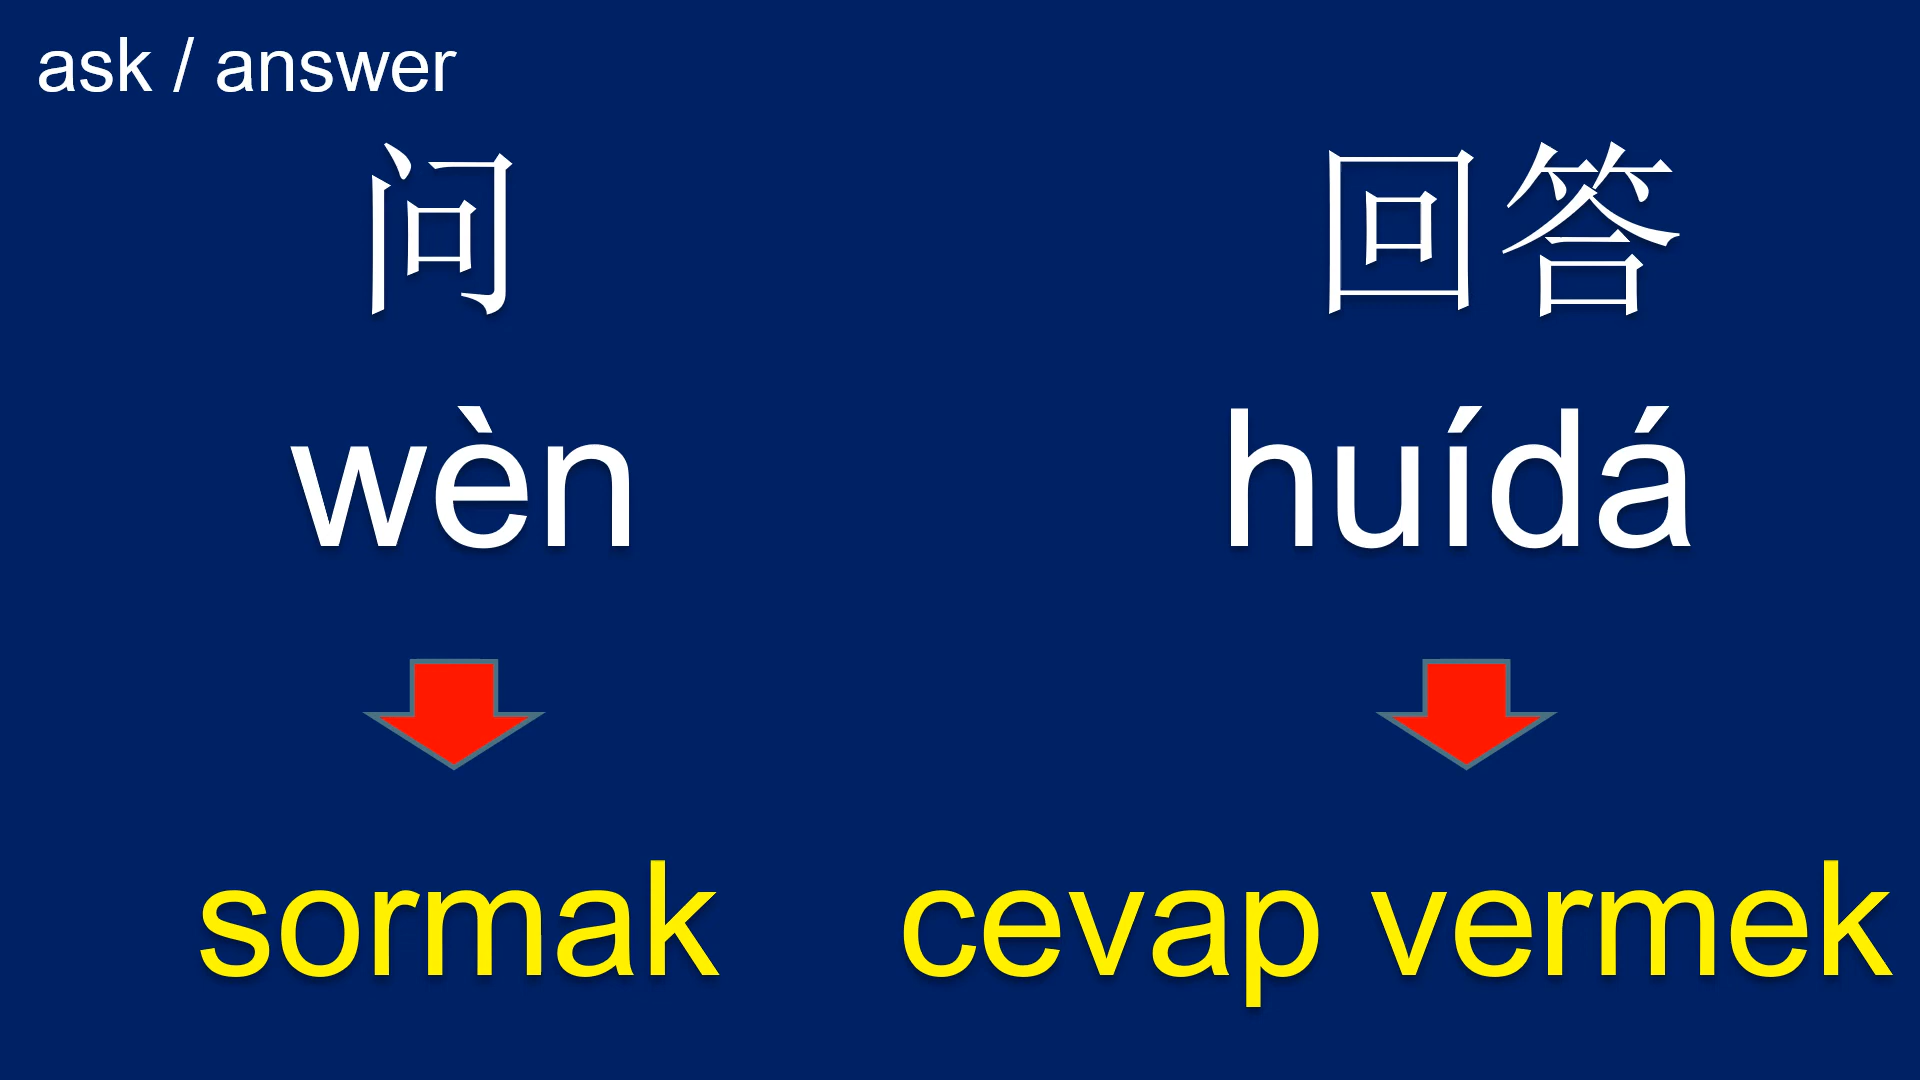 ask / answer
问
回答
wèn
huídá
sormak
cevap vermek